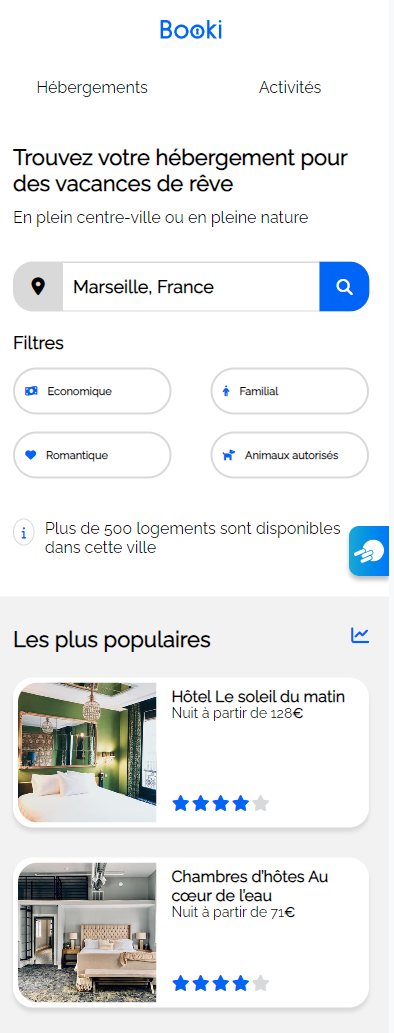 Booki
Hébergements
Activités
Trouvez votre hébergement pour
des vacances de rêve
En plein centre-ville ou en pleine nature
Marseille, France
Filtres
Economique
Familial
Romantique
Animaux autorisés
Plus de 500 logements sont disponibles
dans cette ville
Les plus populaires
Hôtel Le soleil du matin
Nuit à partir de 128€
Chambres d'hôtes Au
cœur de l'eau
Nuit à partir de 71€